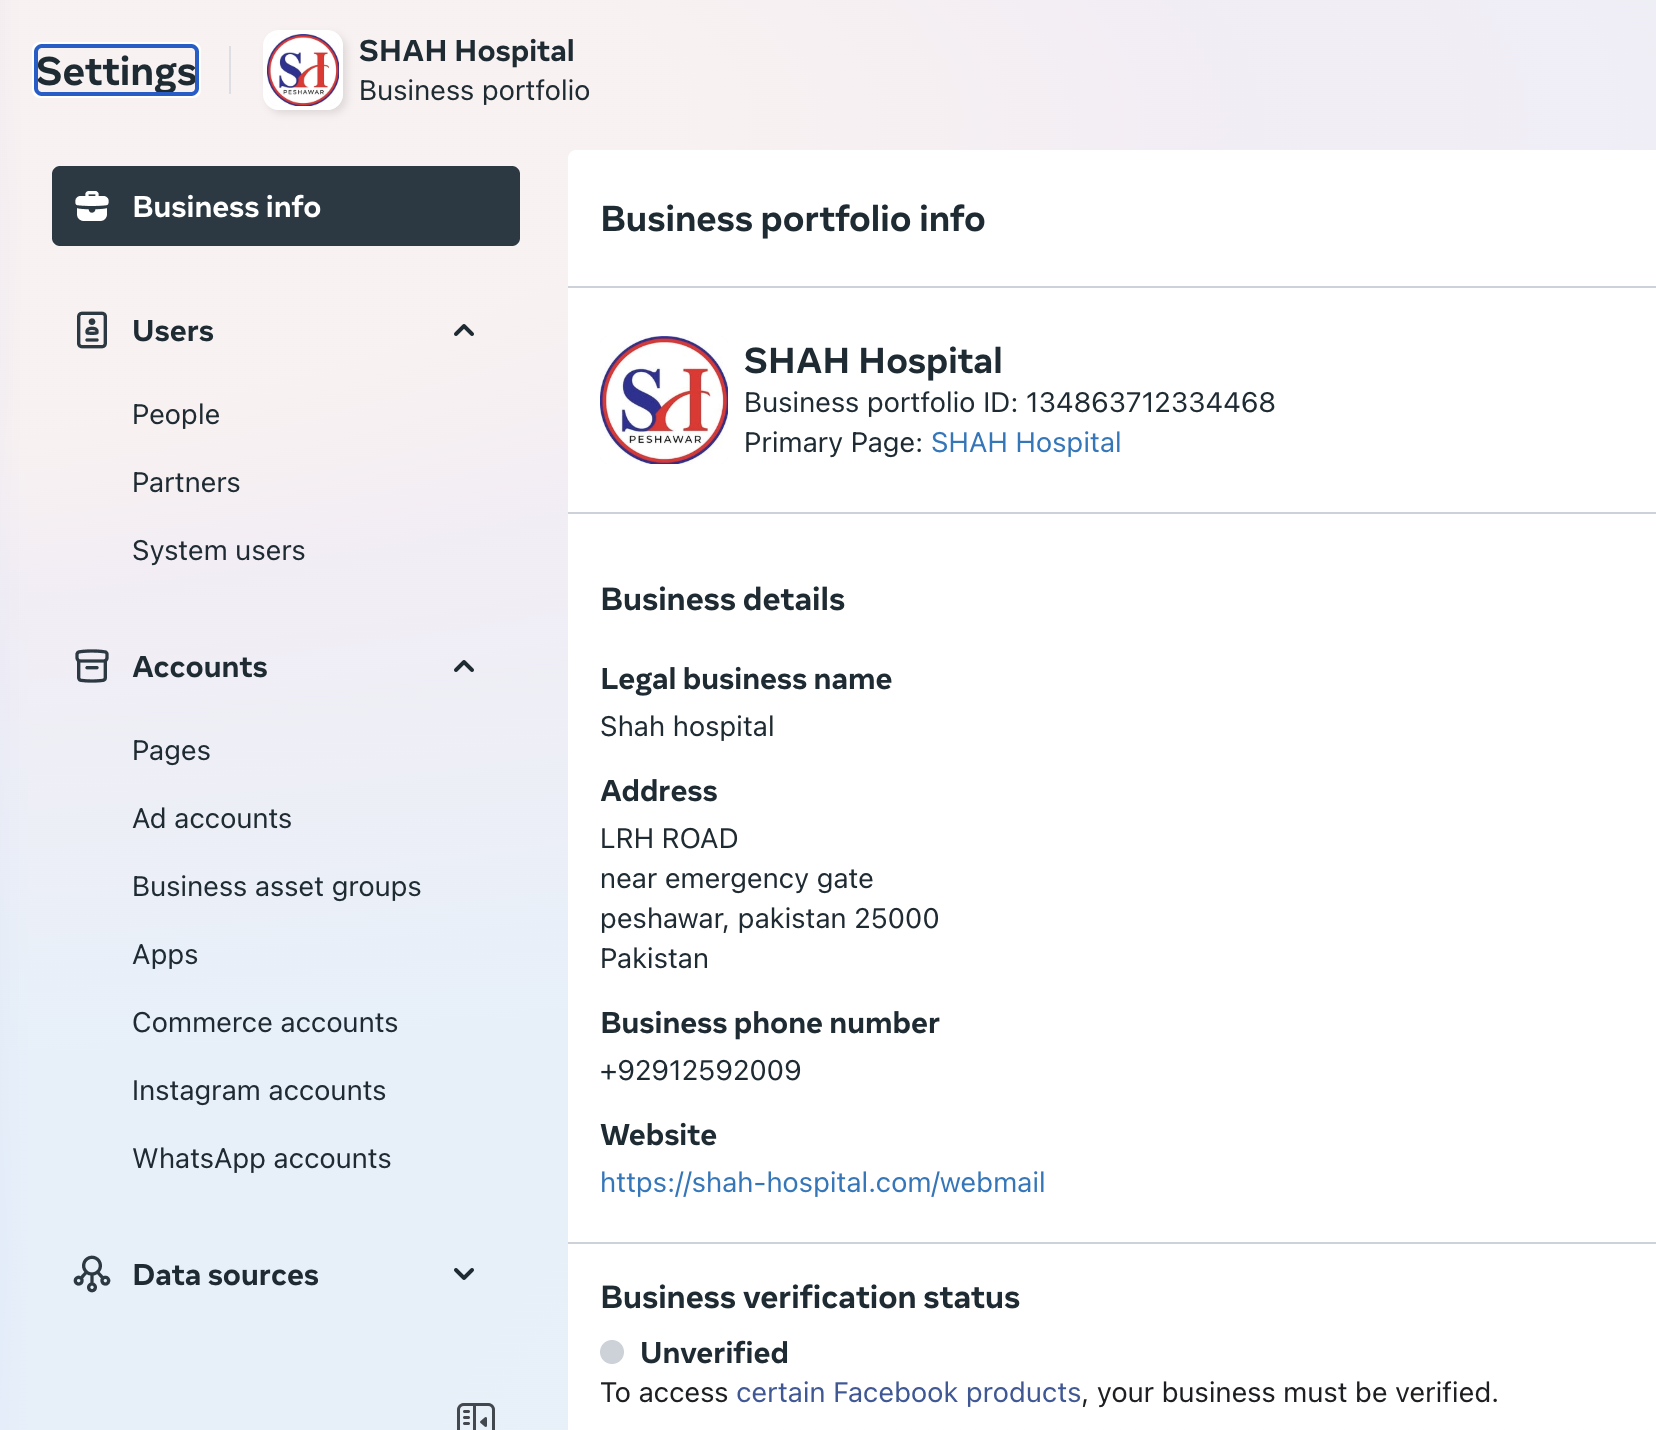 Settings
SHAH Hospital
Business portfolio
SH
PESHAWAR
Business info
Users
People
Partners
System users
Accounts
Pages
Ad accounts
Business asset groups
Apps
Commerce accounts
Instagram accounts
WhatsApp accounts
Data sources
Business portfolio info
SH
PESHAWAR
SHAH Hospital
Business portfolio ID: 134863712334468
Primary Page: SHAH Hospital
Business details
Legal business name
Shah hospital
Address
LRH ROAD
near emergency gate
peshawar, pakistan 25000
Pakistan
Business phone number
+92912592009
Website
https://shah-hospital.com/webmail
Business verification status
Unverified
To access certain Facebook products, your business must be verified.